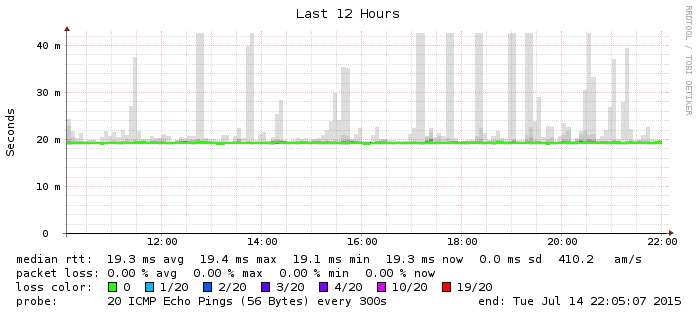 Last 12 Hours
RRDTOOL / TOBI OETIKER
Seconds
40 m
30 m
20 m
10 m
0
12:00 14:00 16:00 18:00 20:00 22:00
median rtt: 19.3 ms avg 19.4 ms max 19.1 ms min 19.3 ms now 0.0 ms sd 410.2 am/s
packet loss: 0.00 % avg 0.00 % max 0.00 % min 0.00 % now
loss color: 0 1/20 2/20 3/20 4/20 10/20 19/20
probe: 20 ICMP Echo Pings (56 Bytes) every 300s end: Tue Jul 14 22:05:07 2015